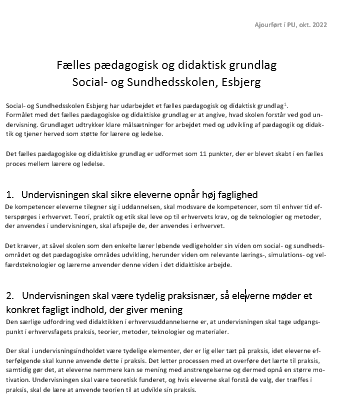 Ajourført i PU, okt. 2022
Fælles pædagogisk og didaktisk grundlag
Social- og Sundhedsskolen, Esbjerg
Social- og Sundhedsskolen Esbjerg har udarbejdet et fælles pædagogisk og didaktisk grundlag¹.
Formålet med det fælles pædagogiske og didaktiske grundlag er at angive, hvad skolen forstår ved god un-
dervisning. Grundlaget udtrykker klare målsætninger for arbejdet med og udvikling af pædagogik og didak-
tik og tjener herved som støtte for lærere og ledelse.
Det fælles pædagogiske og didaktiske grundlag er udformet som 11 punkter, der er blevet skabt i en fælles
proces mellem lærere og ledelse.
1. Undervisningen skal sikre eleverne opnår høj faglighed
De kompetencer eleverne tilegner sig i uddannelsen, skal modsvare de kompetencer, som til enhver tid ef-
terspørges i erhvervet. Teori, praktik og etik skal leve op til erhvervets krav, og de teknologier og metoder,
der anvendes i undervisningen, skal afspejle de, der anvendes i erhvervet.
Det kræver, at såvel skolen som den enkelte lærer løbende vedligeholder sin viden om social- og sundheds-
området og det pædagogiske områdes udvikling, herunder viden om relevante lærings-, simulations- og vel-
færdsteknologier og lærerne anvender denne viden i det didaktiske arbejde.
2. Undervisningen skal være tydelig praksisnær, så eleverne møder et
konkret fagligt indhold, der giver mening
Den særlige udfordring ved didaktikken i erhvervsuddannelserne er, at undervisningen skal tage udgangs-
punkt i erhvervsfagets praksis, teorier, metoder, teknologier og materialer.
Der skal i undervisningsindholdet være tydelige elementer, der er lig eller tæt på praksis, idet eleverne ef-
terfølgende skal kunne anvende dette i praksis. Det letter processen med at overføre det lærte til praksis,
samtidig gør det, at eleverne nemmere kan se mening med anstrengelserne og dermed opnå en større mo-
tivation. Undervisningen skal være teoretisk funderet, og hvis eleverne skal forstå de valg, der træffes i
praksis, skal de lære at anvende teorien til at udvikle sin praksis.